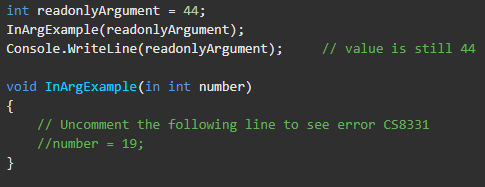 int readonlyArgument = 44;
InArgExample(readonlyArgument);
Console.WriteLine(readonlyArgument);     // value is still 44

void InArgExample(in int number)
{
    // Uncomment the following line to see error CS8331
    //number = 19;
}